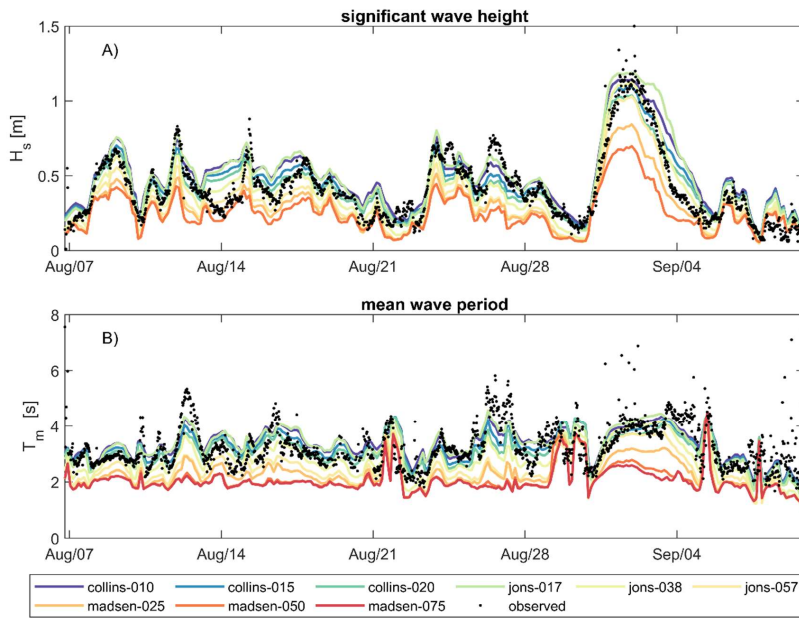 significant wave height
A)
H_s [m]
1.5
1
0.5
0
Aug/07 Aug/14 Aug/21 Aug/28 Sep/04
mean wave period
B)
T_m [s]
8
6
4
2
0
Aug/07 Aug/14 Aug/21 Aug/28 Sep/04
collins-010 collins-015 collins-020 jons-017 jons-038 jons-057
madsen-025 madsen-050 madsen-075 observed